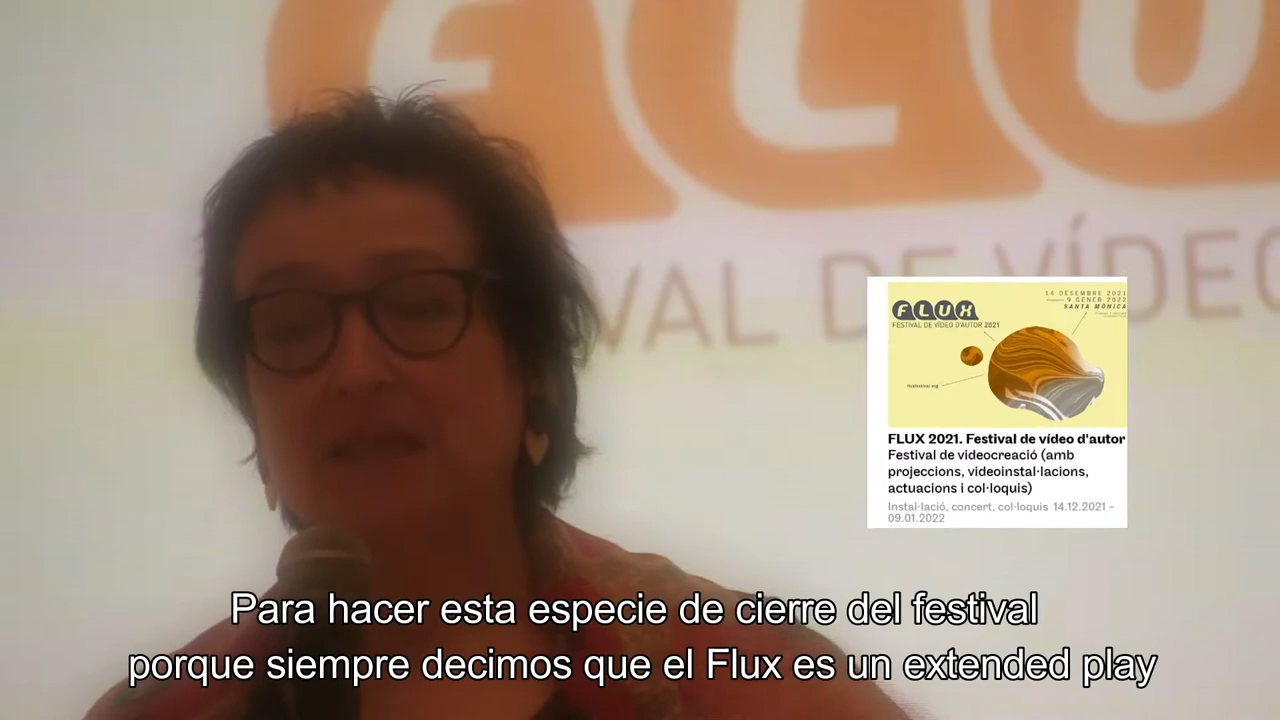 FLUX
VAL DE VÍDEO
14 DESEMBRE 2021
9 GENER 2022
SANTA MÒNICA
FLUX
FESTIVAL DE VÍDEO D'AUTOR 2021
fluxfestival.org
FLUX 2021. Festival de vídeo d'autor
Festival de videocreació (amb
projeccions, videoinstal·lacions,
actuacions i col·loquis)
Instal·lació, concert, col·loquis 14.12.2021 –
09.01.2022
Para hacer esta especie de cierre del festival
porque siempre decimos que el Flux es un extended play